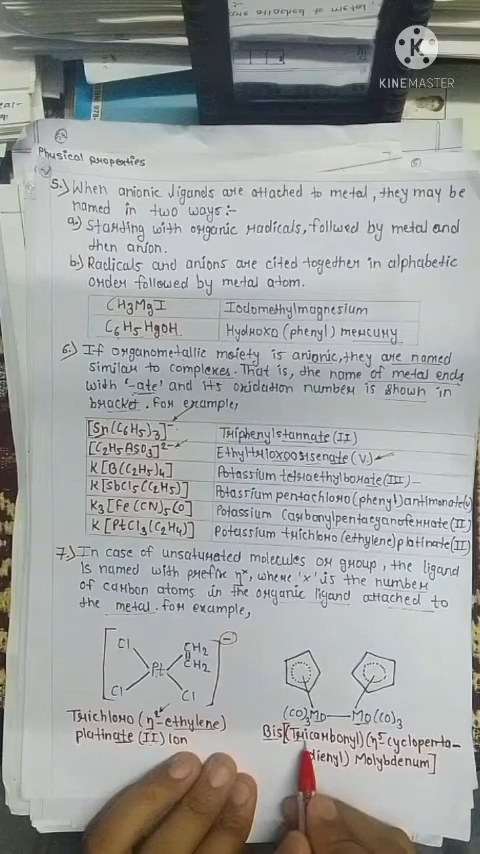 KINEMASTER
Physical properties
5.) When anionic ligands are attached to metal, they may be
named in two ways:-
a.) Starting with organic radicals, follwed by metal and
then anion.
b.) Radicals and anions are cited together in alphabetic
order followed by metal atom.
CH3MgI Iodomethylmagnesium
C6H5HgOH Hydroxo (phenyl) mercury
6.) If organometallic moiety is anionic, they are named
similar to complexes. That is, the name of metal ends
with '-ate' and its oxidation number is shown in
bracket. For example,
[Sn(C6H5)3]- Triphenylstannate (II)
[C2H5ASO3]2- Ethyltrioxoarsenate (V)
K[B(C2H5)4] Potassium tetraethylborate (III)
K[SbCl5(C2H5)] Potassium pentachloro (phenyl) antimonate (V)
K3[Fe(CN)5CO] Potassium Carbonylpentacyanoferrate (II)
K[PtCl3(C2H4)] Potassium trichloro (ethylene) platinate (II)
7.) In case of unsaturated molecules or group, the ligand
is named with prefix ηx, where 'x' is the number
of carbon atoms in the organic ligand attached to
the metal. for example,
Cl CH2
CH2
Pt
Cl Cl
(CO)3Mo Mo(CO)3
Trichloro (η2-ethylene)
platinate (II) Ion
Bis[(Tricarbonyl) (η5-cyclopenta-
dienyl) Molybdenum]